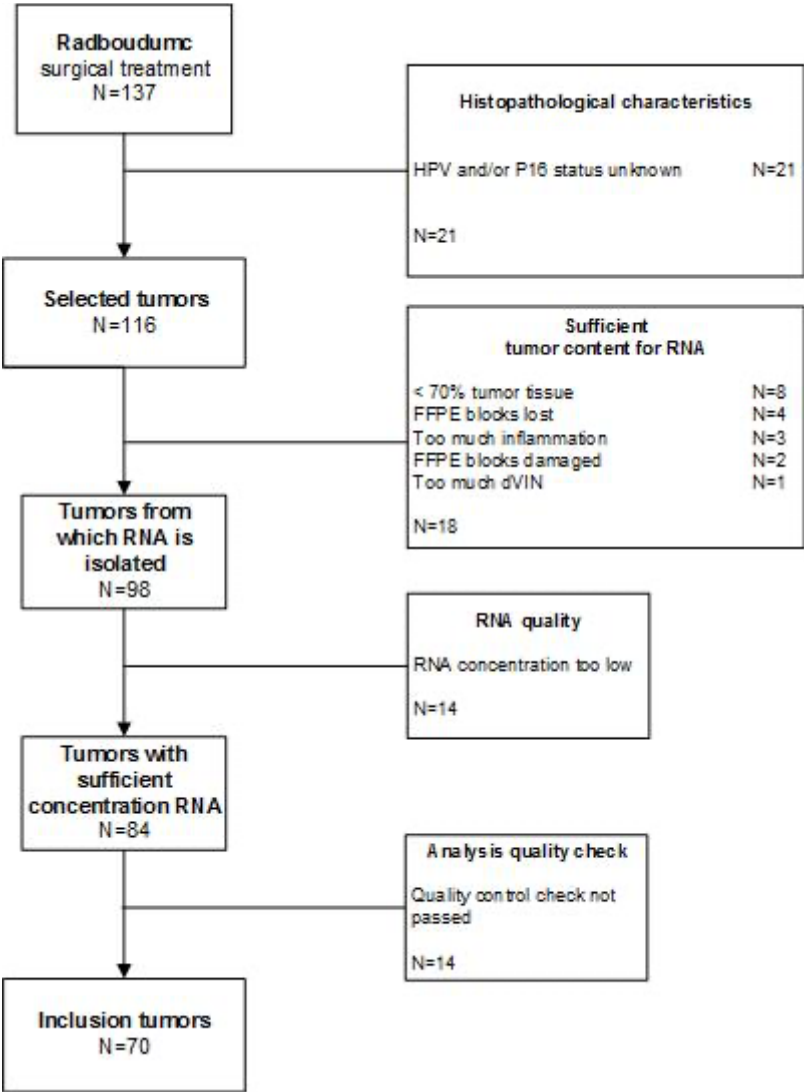 Radboudumc
surgical treatment
N=137
Histopathological characteristics
HPV and/or P16 status unknown N=21
N=21
Selected tumors
N=116
Sufficient
tumor content for RNA
< 70% tumor tissue N=8
FFPE blocks lost N=4
Too much inflammation N=3
FFPE blocks damaged N=2
Too much dVIN N=1
N=18
Tumors from
which RNA is
isolated
N=98
RNA quality
RNA concentration too low
N=14
Tumors with
sufficient
concentration RNA
N=84
Analysis quality check
Quality control check not
passed
N=14
Inclusion tumors
N=70